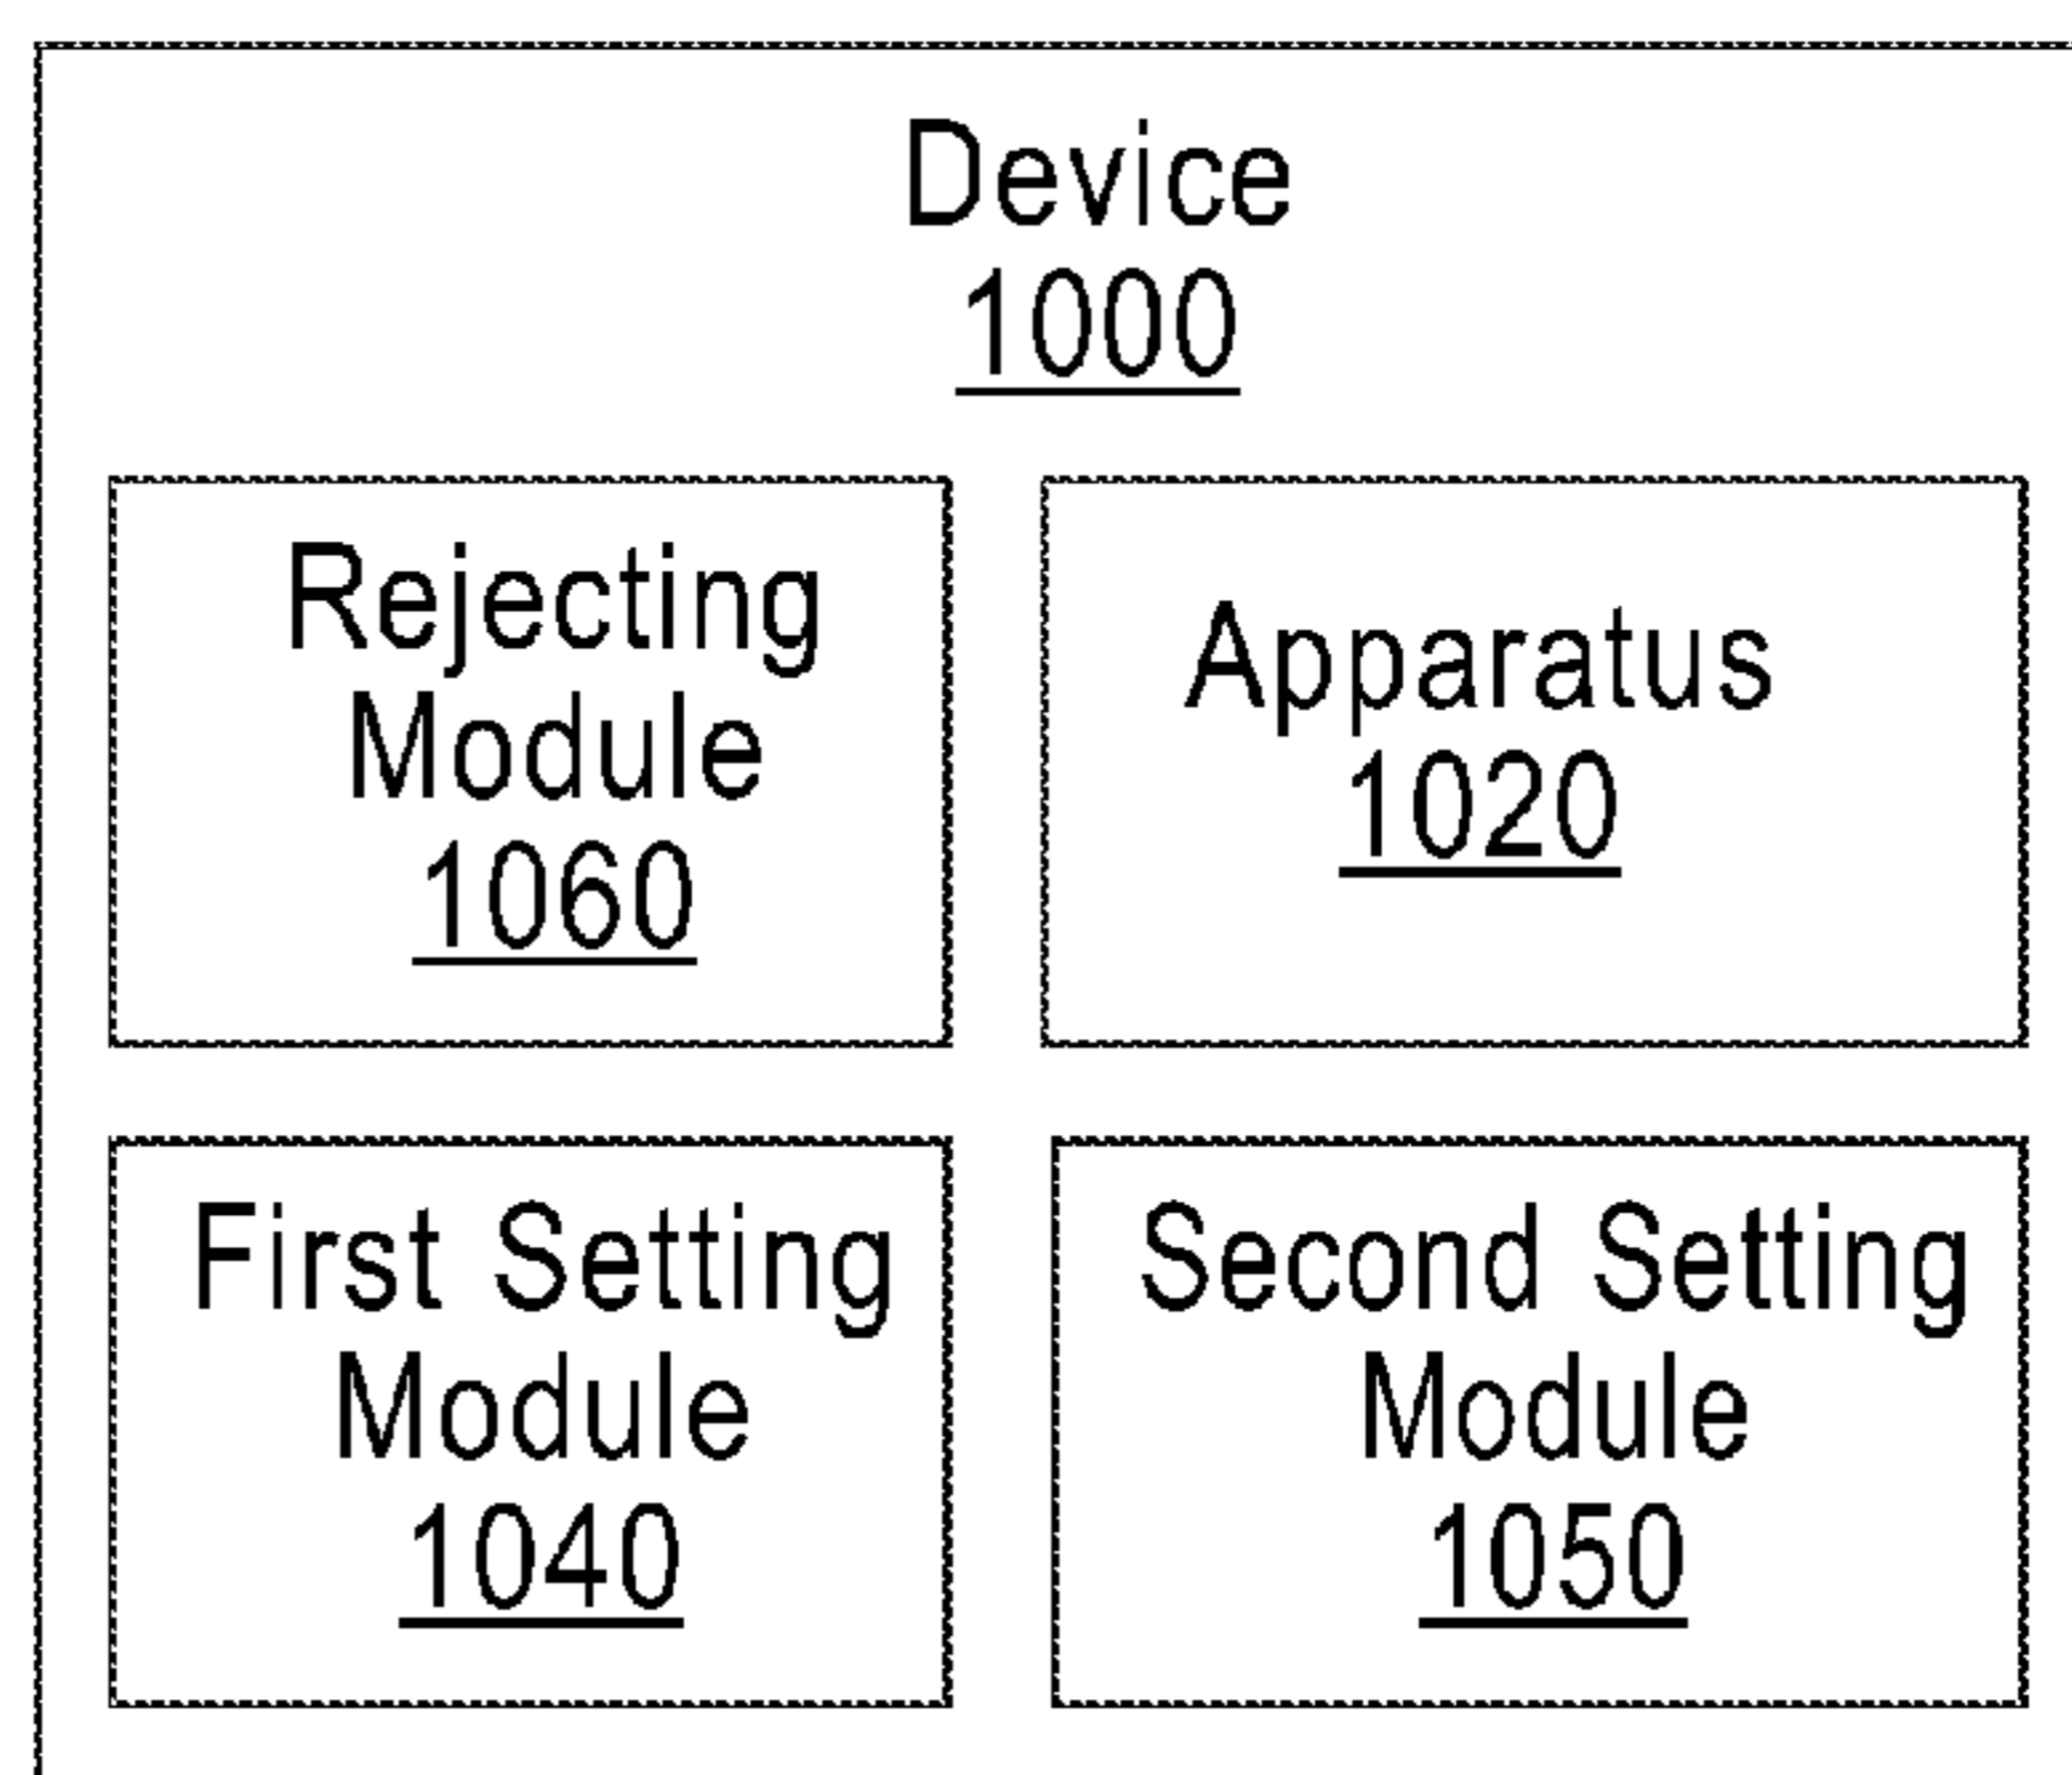 Device
1000
Rejecting
Module
1060
Apparatus
1020
First Setting
Module
1040
Second Setting
Module
1050